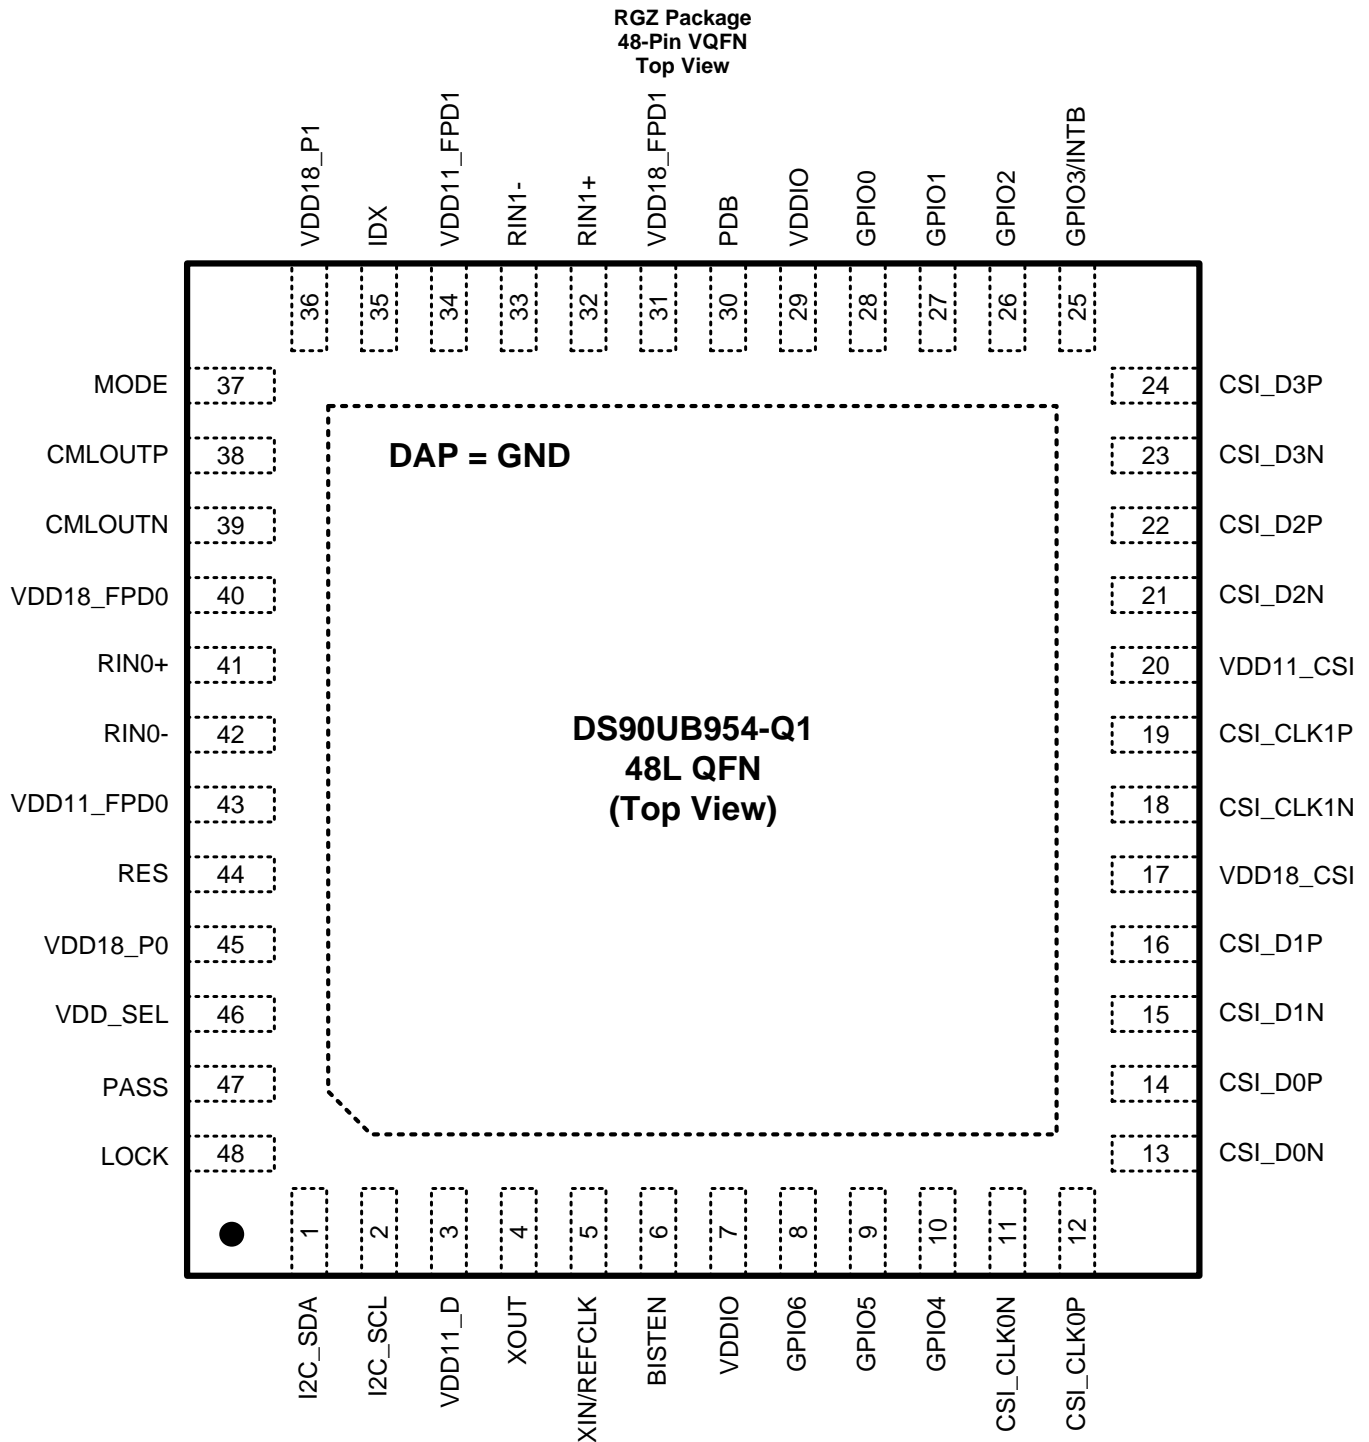 RGZ Package
48-Pin VQFN
Top View
VDD18_P1
IDX
VDD11_FPD1
RIN1-
RIN1+
VDD18_FPD1
PDB
VDDIO
GPIO0
GPIO1
GPIO2
GPIO3/INTB
36
35
34
33
32
31
30
29
28
27
26
25
MODE 37
CMLOUTP 38
CMLOUTN 39
VDD18_FPD0 40
RIN0+ 41
RIN0- 42
VDD11_FPD0 43
RES 44
VDD18_P0 45
VDD_SEL 46
PASS 47
LOCK 48
DAP = GND
DS90UB954-Q1
48L QFN
(Top View)
24 CSI_D3P
23 CSI_D3N
22 CSI_D2P
21 CSI_D2N
20 VDD11_CSI
19 CSI_CLK1P
18 CSI_CLK1N
17 VDD18_CSI
16 CSI_D1P
15 CSI_D1N
14 CSI_D0P
13 CSI_D0N
1
2
3
4
5
6
7
8
9
10
11
12
I2C_SDA
I2C_SCL
VDD11_D
XOUT
XIN/REFCLK
BISTEN
VDDIO
GPIO6
GPIO5
GPIO4
CSI_CLK0N
CSI_CLK0P